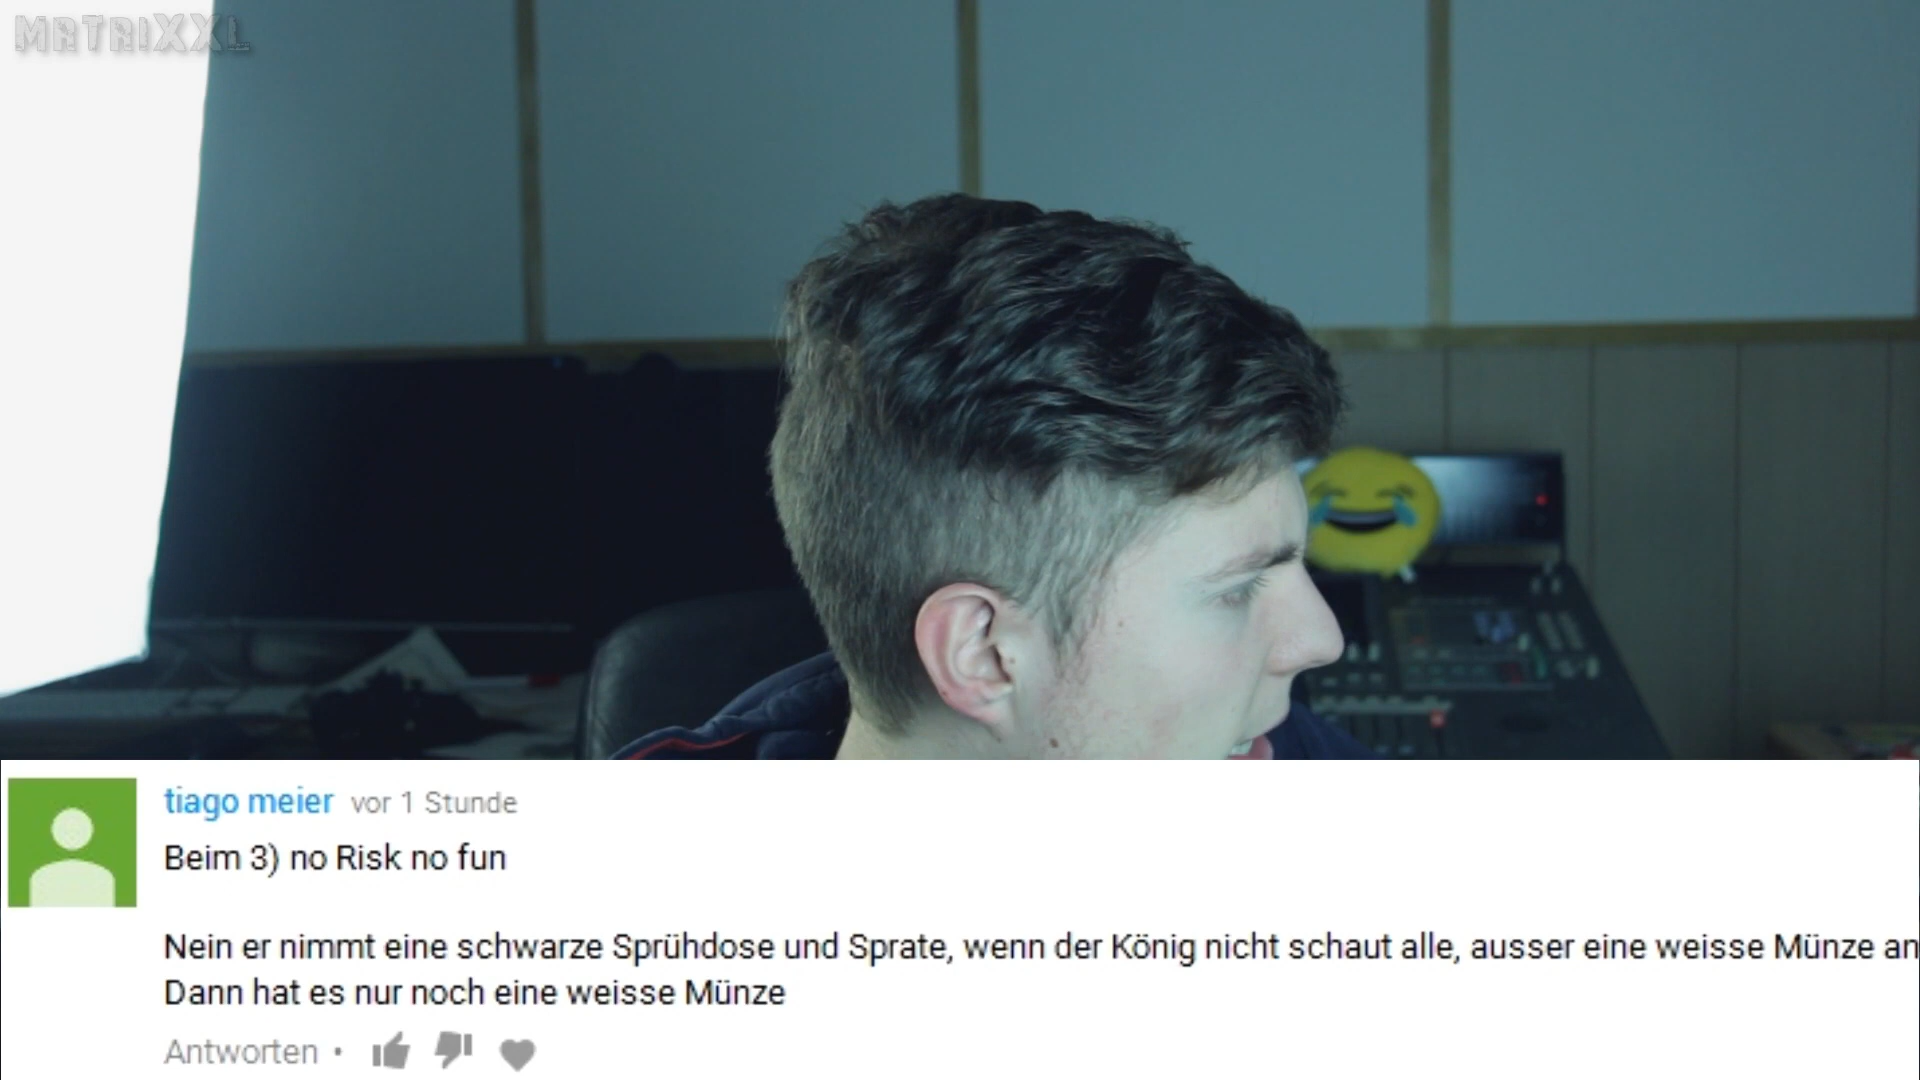 MRTRIXXL
tiago meier vor 1 Stunde
Beim 3) no Risk no fun
Nein er nimmt eine schwarze Sprühdose und Sprate, wenn der König nicht schaut alle, ausser eine weisse Münze an
Dann hat es nur noch eine weisse Münze
Antworten •